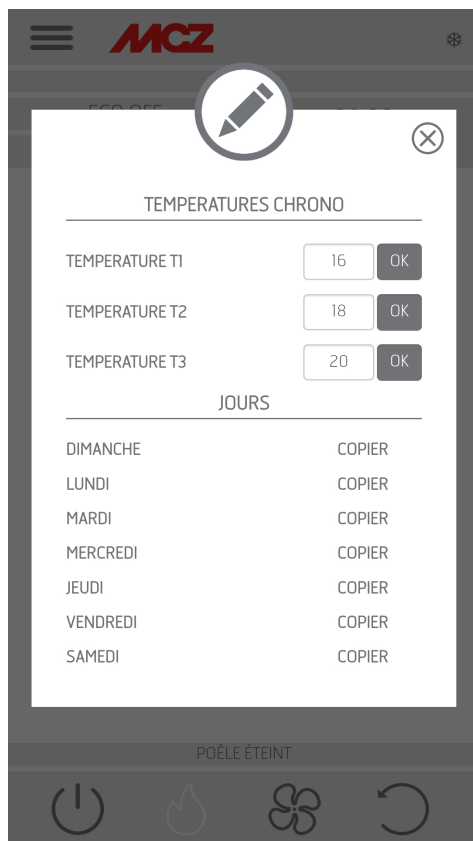 MCZ
TEMPERATURES CHRONO
TEMPERATURE T1 16 OK
TEMPERATURE T2 18 OK
TEMPERATURE T3 20 OK
JOURS
DIMANCHE COPIER
LUNDI COPIER
MARDI COPIER
MERCREDI COPIER
JEUDI COPIER
VENDREDI COPIER
SAMEDI COPIER
POÊLE ÉTEINT